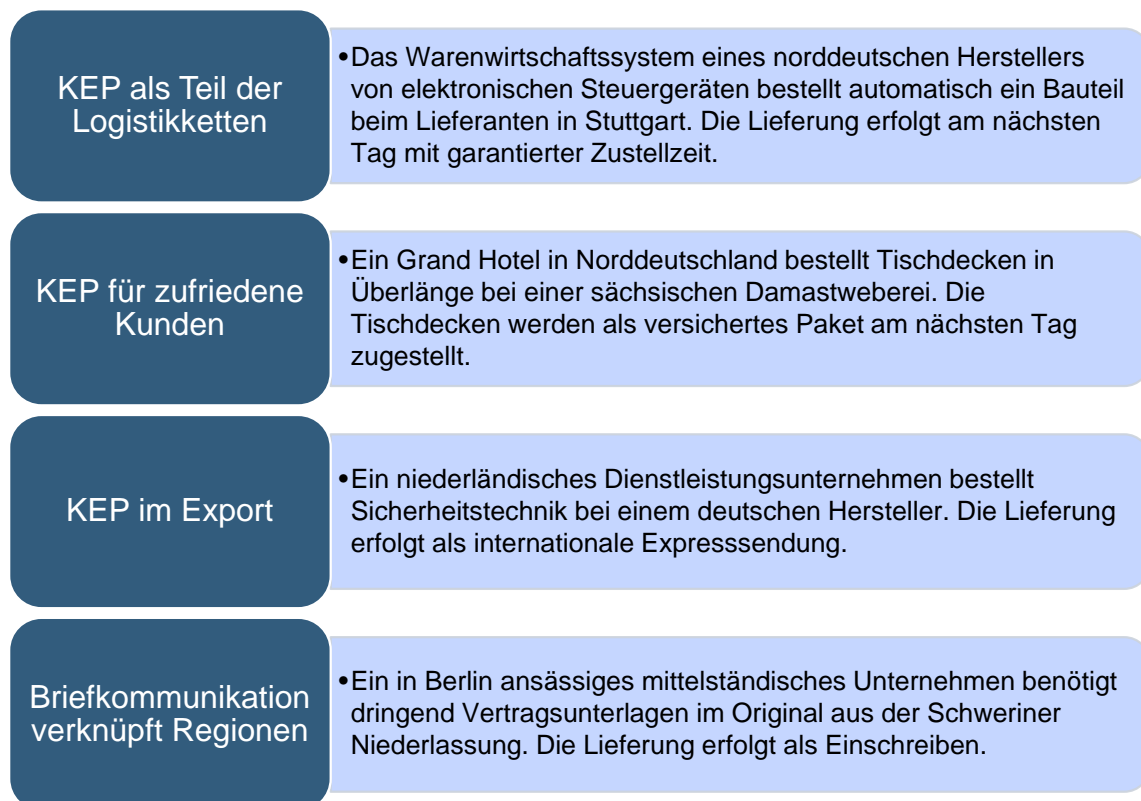 KEP als Teil der
Logistikketten
•Das Warenwirtschaftssystem eines norddeutschen Herstellers
von elektronischen Steuergeräten bestellt automatisch ein Bauteil
beim Lieferanten in Stuttgart. Die Lieferung erfolgt am nächsten
Tag mit garantierter Zustellzeit.
KEP für zufriedene
Kunden
•Ein Grand Hotel in Norddeutschland bestellt Tischdecken in
Überlänge bei einer sächsischen Damastweberei. Die
Tischdecken werden als versichertes Paket am nächsten Tag
zugestellt.
KEP im Export
•Ein niederländisches Dienstleistungsunternehmen bestellt
Sicherheitstechnik bei einem deutschen Hersteller. Die Lieferung
erfolgt als internationale Expresssendung.
Briefkommunikation
verknüpft Regionen
•Ein in Berlin ansässiges mittelständisches Unternehmen benötigt
dringend Vertragsunterlagen im Original aus der Schweriner
Niederlassung. Die Lieferung erfolgt als Einschreiben.